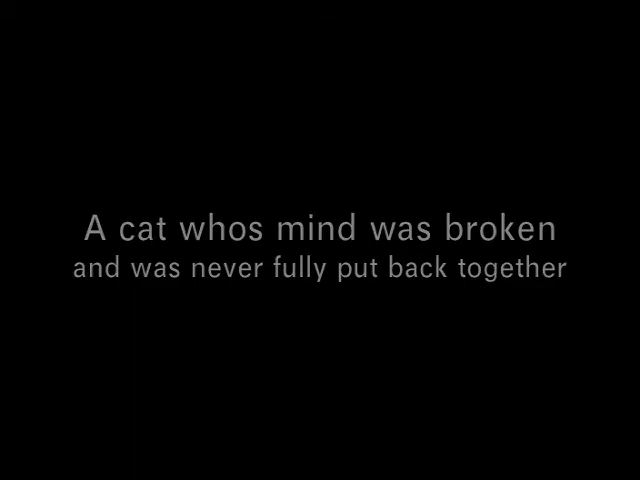 A cat whos mind was broken
and was never fully put back together